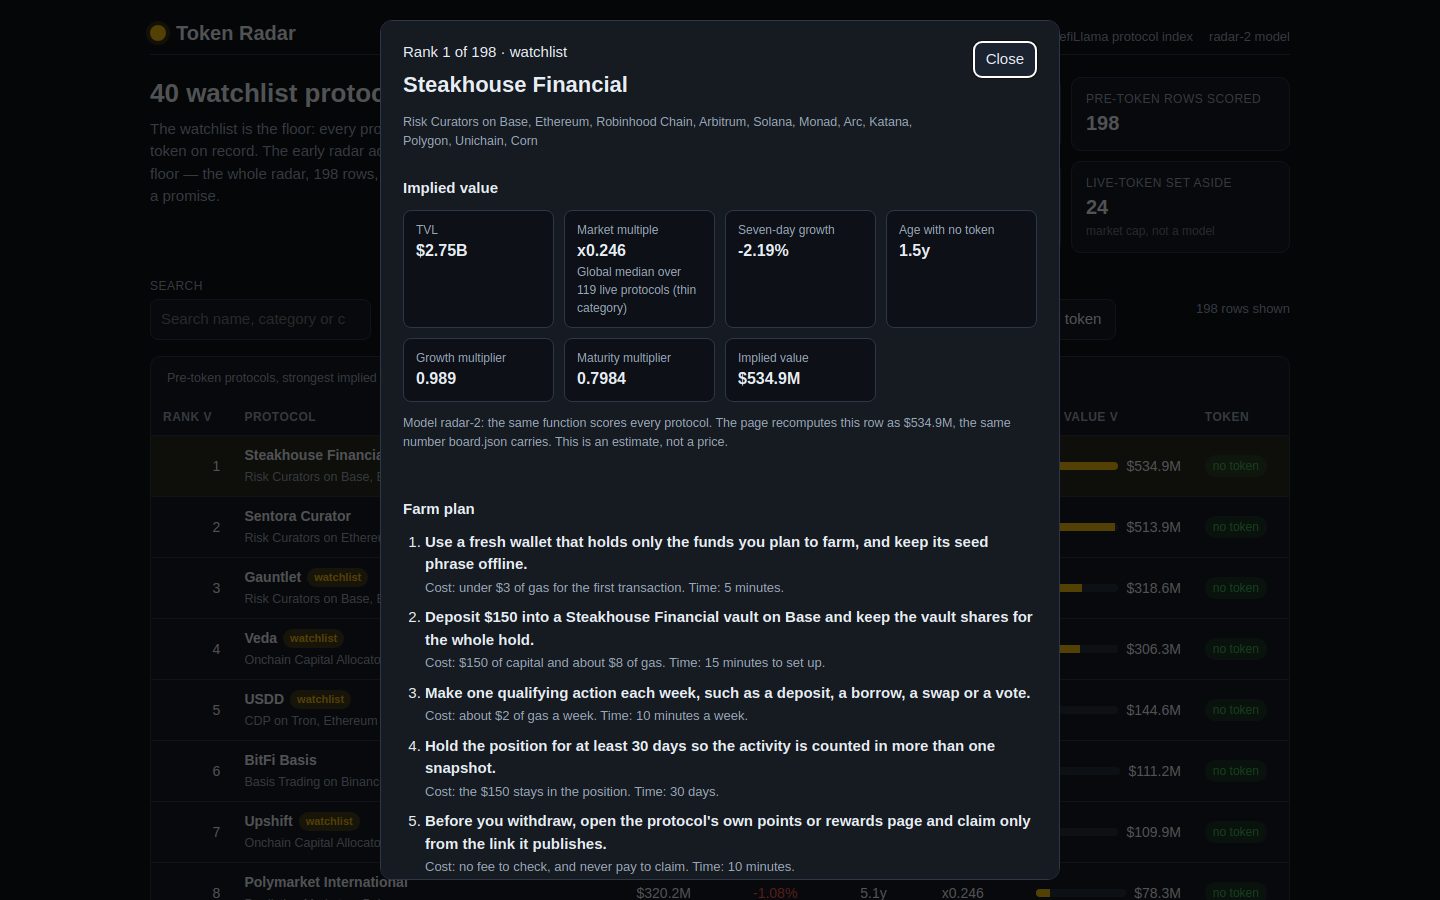 Token Radar
efiLlama protocol index radar-2 model
40 watchlist protoc
The watchlist is the floor: every pro
token on record. The early radar ad
floor — the whole radar, 198 rows,
a promise.
PRE-TOKEN ROWS SCORED
198
LIVE-TOKEN SET ASIDE
24
market cap, not a model
SEARCH
Search name, category or c
token
198 rows shown
Pre-token protocols, strongest implied
RANK V PROTOCOL VALUE V TOKEN
1 Steakhouse Financia $534.9M no token
Risk Curators on Base, E
2 Sentora Curator $513.9M no token
Risk Curators on Ethereu
3 Gauntlet watchlist $318.6M no token
Risk Curators on Base, E
4 Veda watchlist $306.3M no token
Onchain Capital Allocato
5 USDD watchlist $144.6M no token
CDP on Tron, Ethereum
6 BitFi Basis $111.2M no token
Basis Trading on Binanc
7 Upshift watchlist $109.9M no token
Onchain Capital Allocato
8 Polymarket International $320.2M -1.08% 5.1y x0.246 $78.3M no token
Rank 1 of 198 · watchlist
Close
Steakhouse Financial
Risk Curators on Base, Ethereum, Robinhood Chain, Arbitrum, Solana, Monad, Arc, Katana,
Polygon, Unichain, Corn
Implied value
TVL
$2.75B
Market multiple
x0.246
Global median over
119 live protocols (thin
category)
Seven-day growth
-2.19%
Age with no token
1.5y
Growth multiplier
0.989
Maturity multiplier
0.7984
Implied value
$534.9M
Model radar-2: the same function scores every protocol. The page recomputes this row as $534.9M, the same
number board.json carries. This is an estimate, not a price.
Farm plan
1. Use a fresh wallet that holds only the funds you plan to farm, and keep its seed
phrase offline.
Cost: under $3 of gas for the first transaction. Time: 5 minutes.
2. Deposit $150 into a Steakhouse Financial vault on Base and keep the vault shares for
the whole hold.
Cost: $150 of capital and about $8 of gas. Time: 15 minutes to set up.
3. Make one qualifying action each week, such as a deposit, a borrow, a swap or a vote.
Cost: about $2 of gas a week. Time: 10 minutes a week.
4. Hold the position for at least 30 days so the activity is counted in more than one
snapshot.
Cost: the $150 stays in the position. Time: 30 days.
5. Before you withdraw, open the protocol's own points or rewards page and claim only
from the link it publishes.
Cost: no fee to check, and never pay to claim. Time: 10 minutes.